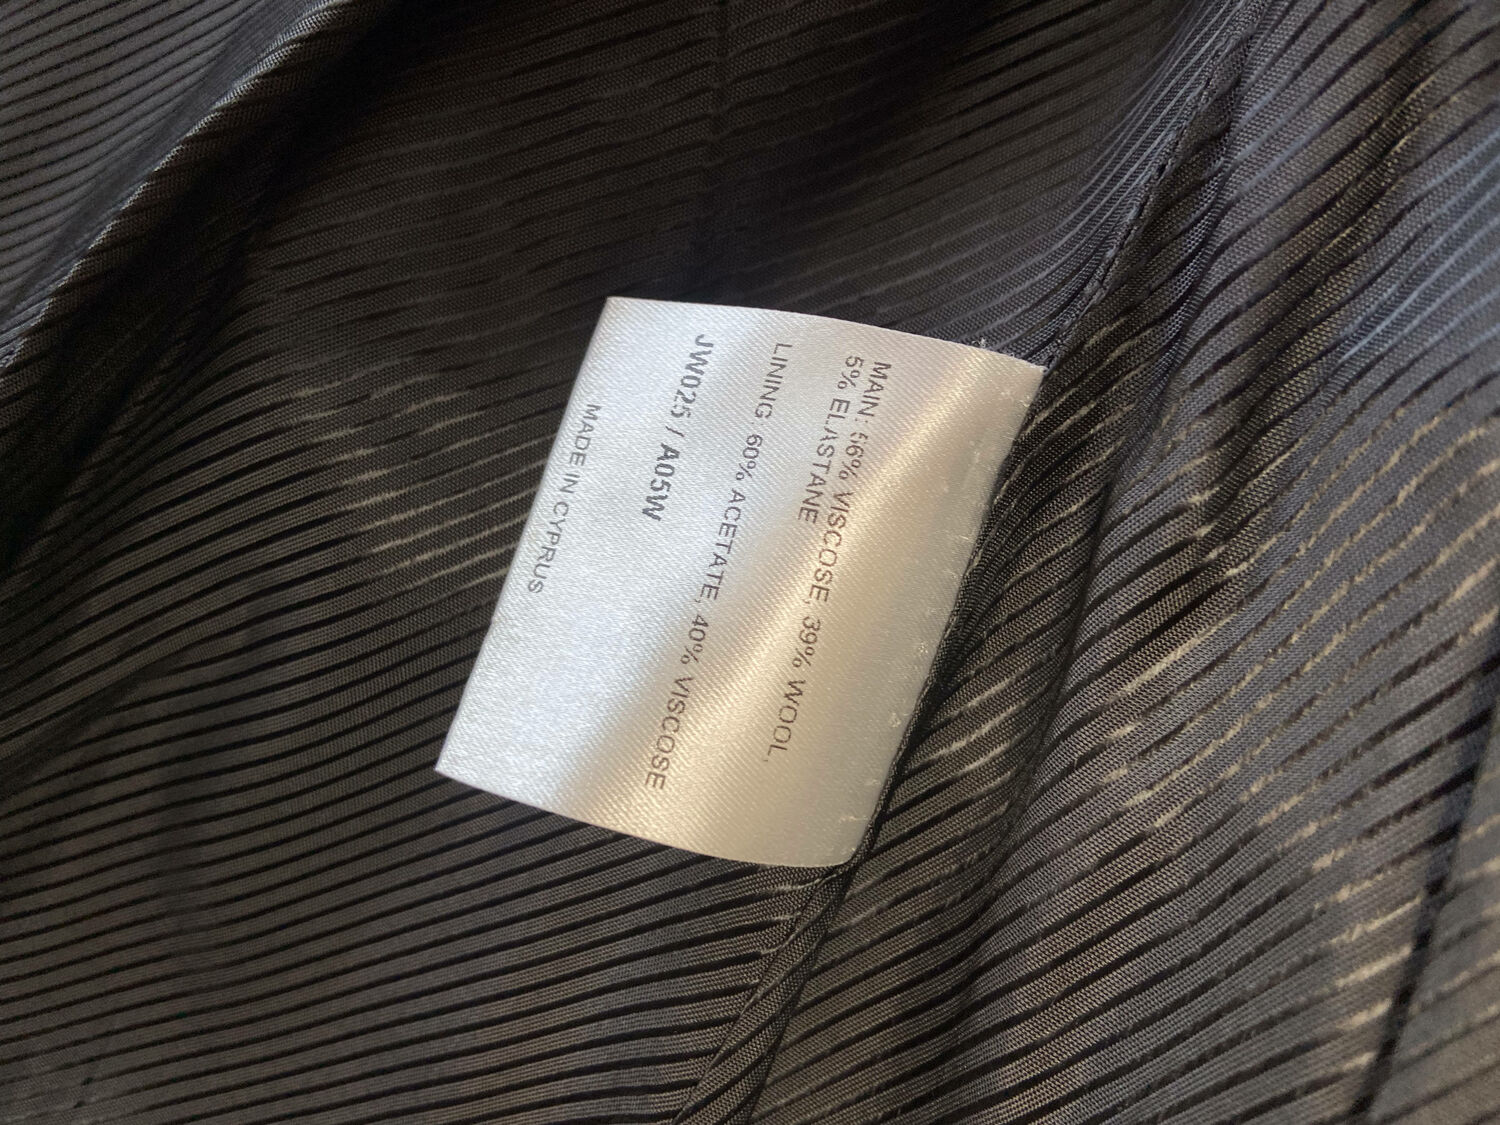 MAIN: 56% VISCOSE, 39% WOOL,
5% ELASTANE
LINING : 60% ACETATE, 40% VISCOSE
JW025 / A05W
MADE IN CYPRUS